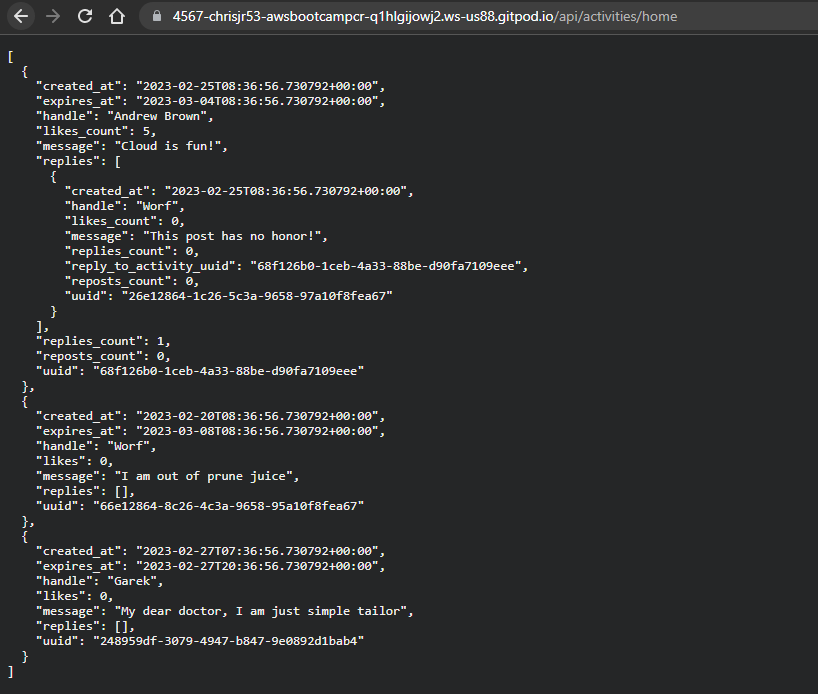 4567-chrisjr53-awsbootcampcr-q1hlgijowj2.ws-us88.gitpod.io/api/activities/home
[
  {
    "created_at": "2023-02-25T08:36:56.730792+00:00",
    "expires_at": "2023-03-04T08:36:56.730792+00:00",
    "handle": "Andrew Brown",
    "likes_count": 5,
    "message": "Cloud is fun!",
    "replies": [
      {
        "created_at": "2023-02-25T08:36:56.730792+00:00",
        "handle": "Worf",
        "likes_count": 0,
        "message": "This post has no honor!",
        "replies_count": 0,
        "reply_to_activity_uuid": "68f126b0-1ceb-4a33-88be-d90fa7109eee",
        "reposts_count": 0,
        "uuid": "26e12864-1c26-5c3a-9658-97a10f8fea67"
      }
    ],
    "replies_count": 1,
    "reposts_count": 0,
    "uuid": "68f126b0-1ceb-4a33-88be-d90fa7109eee"
  },
  {
    "created_at": "2023-02-20T08:36:56.730792+00:00",
    "expires_at": "2023-03-08T08:36:56.730792+00:00",
    "handle": "Worf",
    "likes": 0,
    "message": "I am out of prune juice",
    "replies": [],
    "uuid": "66e12864-8c26-4c3a-9658-95a10f8fea67"
  },
  {
    "created_at": "2023-02-27T07:36:56.730792+00:00",
    "expires_at": "2023-02-27T20:36:56.730792+00:00",
    "handle": "Garek",
    "likes": 0,
    "message": "My dear doctor, I am just simple tailor",
    "replies": [],
    "uuid": "248959df-3079-4947-b847-9e0892d1bab4"
  }
]